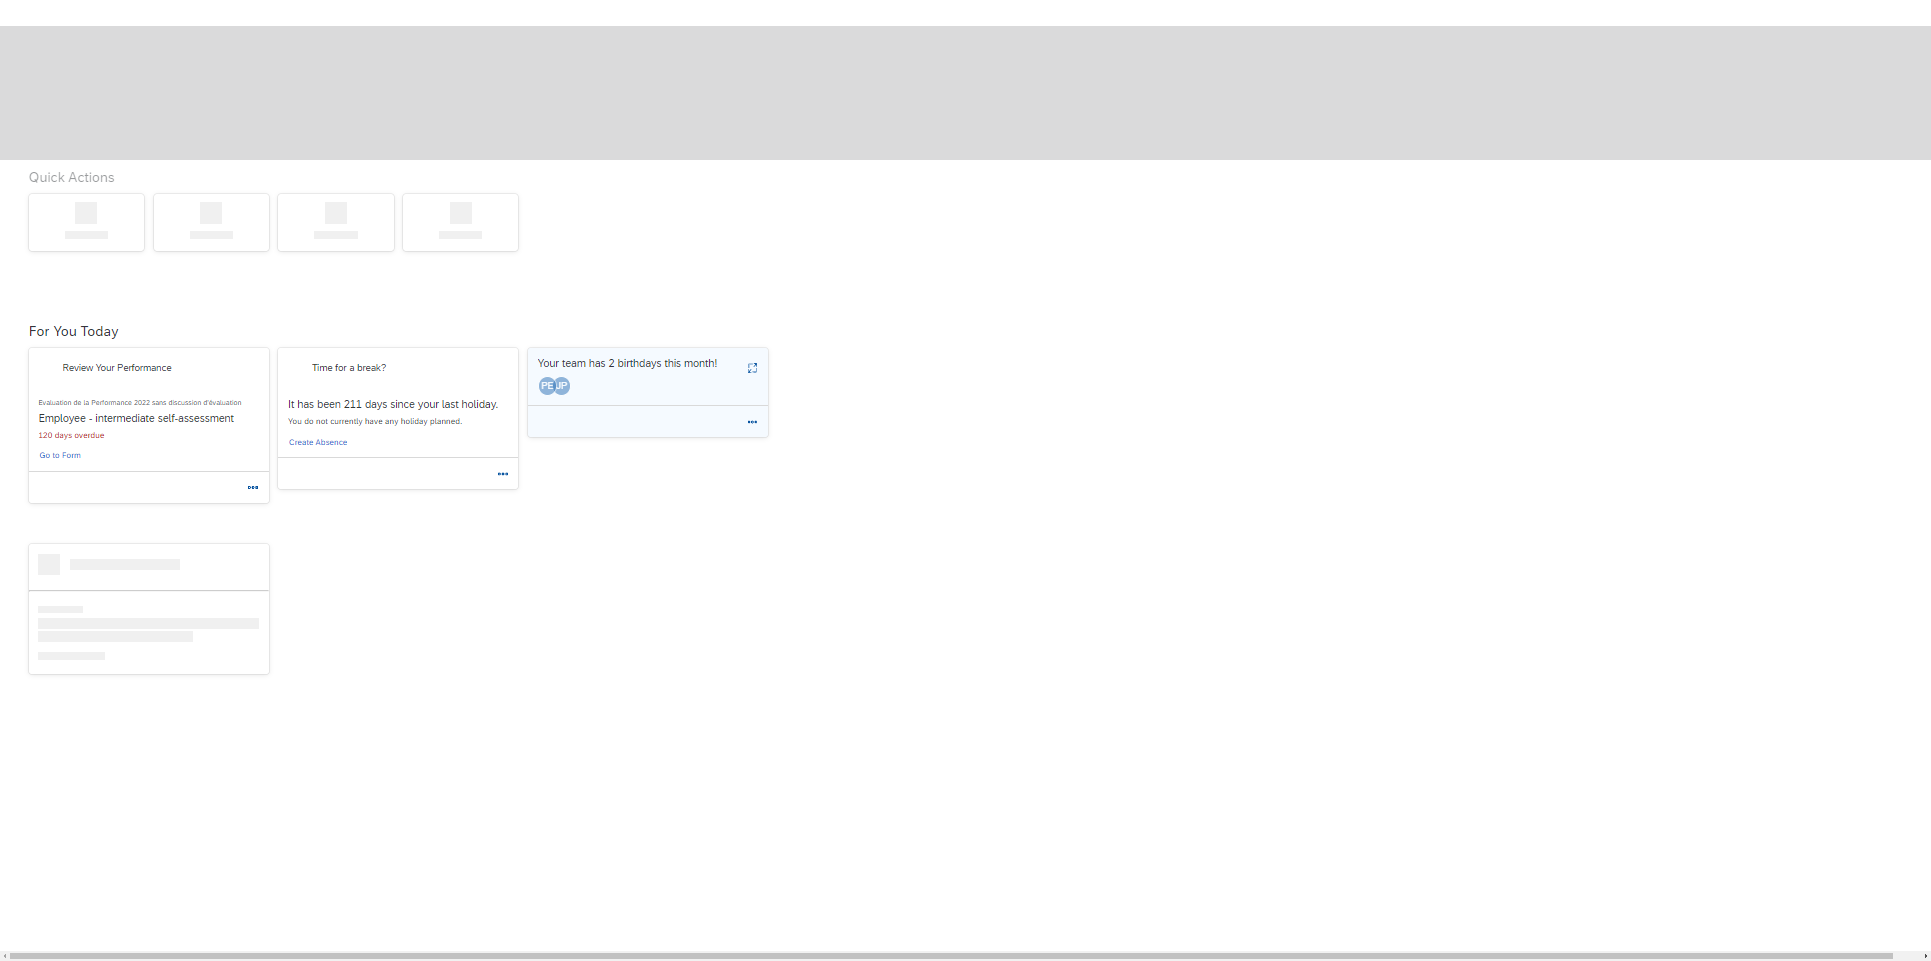 Quick Actions
For You Today
Review Your Performance
Evaluation de la Performance 2022 sans discussion d'évaluation
Employee - intermediate self-assessment
120 days overdue
Go to Form
Time for a break?
It has been 211 days since your last holiday.
You do not currently have any holiday planned.
Create Absence
Your team has 2 birthdays this month!
PE JP